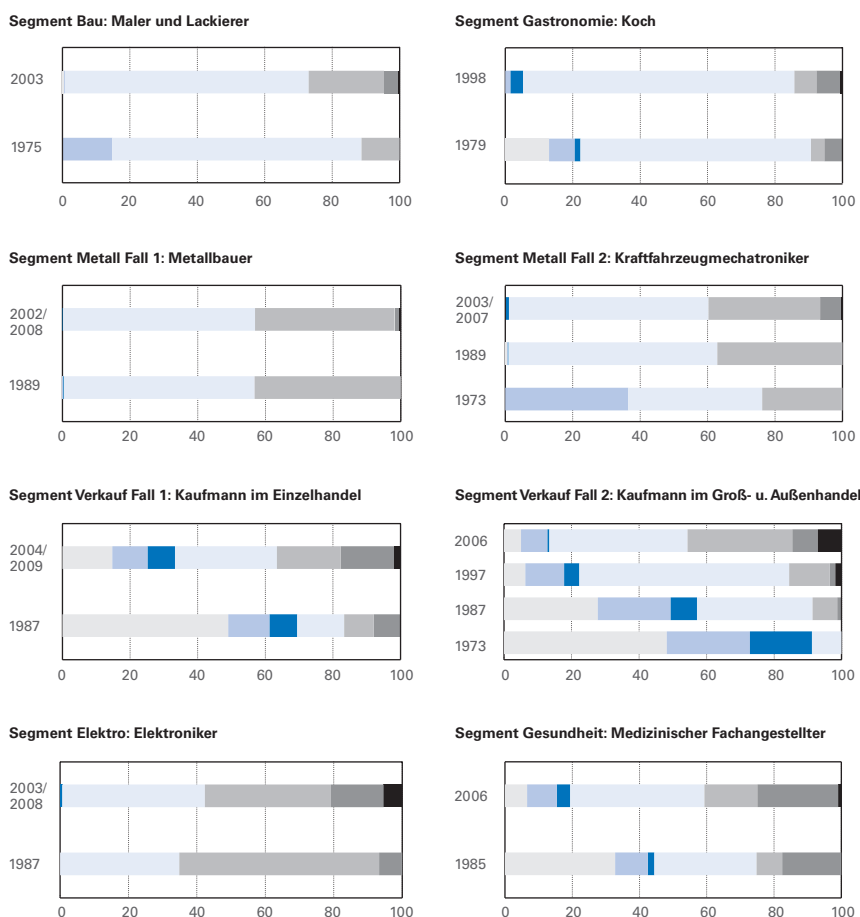 Segment Bau: Maler und Lackierer
2003
1975
0 20 40 60 80 100
Segment Gastronomie: Koch
1998
1979
0 20 40 60 80 100
Segment Metall Fall 1: Metallbauer
2002/
2008
1989
0 20 40 60 80 100
Segment Metall Fall 2: Kraftfahrzeugmechatroniker
2003/
2007
1989
1973
0 20 40 60 80 100
Segment Verkauf Fall 1: Kaufmann im Einzelhandel
2004/
2009
1987
0 20 40 60 80 100
Segment Verkauf Fall 2: Kaufmann im Groß- u. Außenhandel
2006
1997
1987
1973
0 20 40 60 80 100
Segment Elektro: Elektroniker
2003/
2008
1987
0 20 40 60 80 100
Segment Gesundheit: Medizinischer Fachangestellter
2006
1985
0 20 40 60 80 100